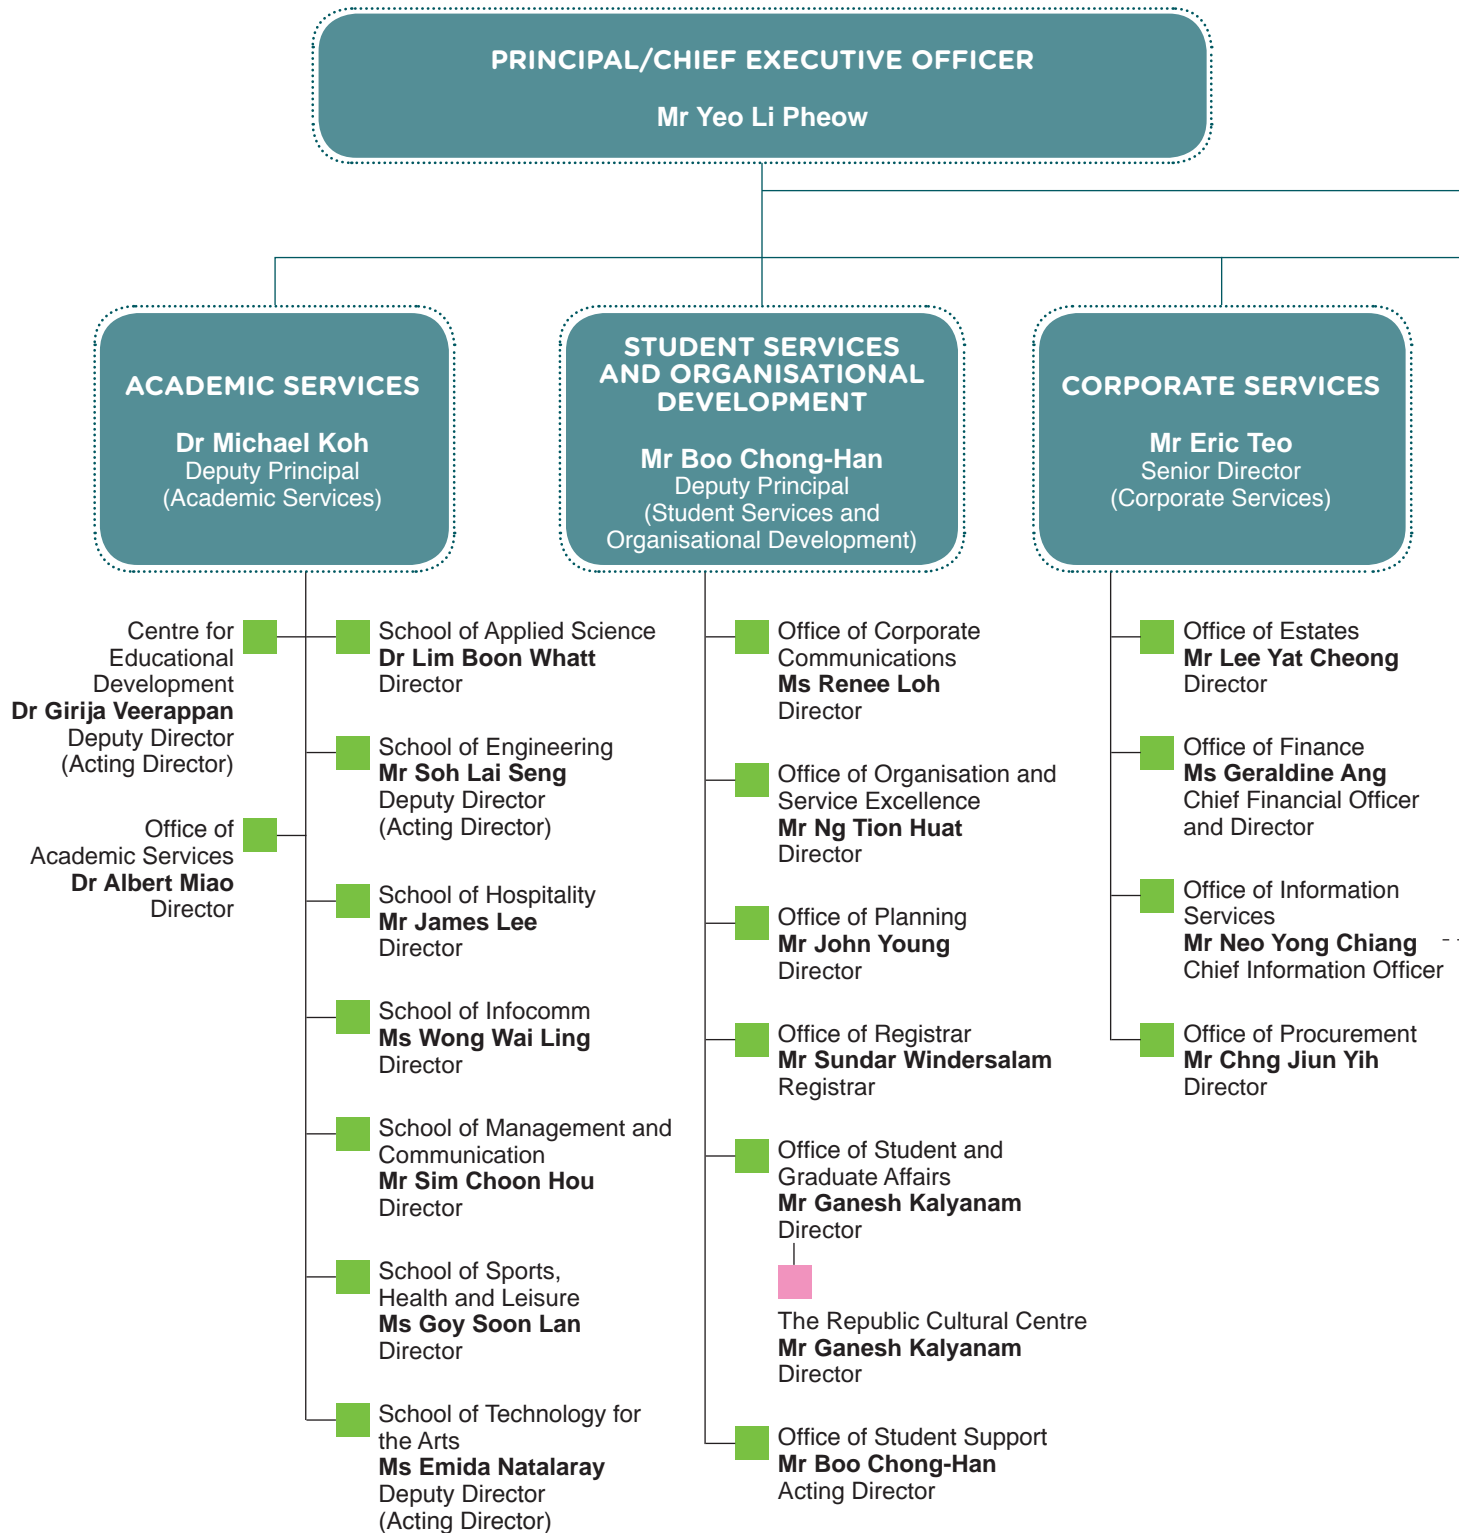 PRINCIPAL/CHIEF EXECUTIVE OFFICER
Mr Yeo Li Pheow
ACADEMIC SERVICES
Dr Michael Koh
Deputy Principal
(Academic Services)
STUDENT SERVICES
AND ORGANISATIONAL
DEVELOPMENT
Mr Boo Chong-Han
Deputy Principal
(Student Services and
Organisational Development)
CORPORATE SERVICES
Mr Eric Teo
Senior Director
(Corporate Services)
Centre for
Educational
Development
Dr Girija Veerappan
Deputy Director
(Acting Director)
Office of
Academic Services
Dr Albert Miao
Director
School of Applied Science
Dr Lim Boon Whatt
Director
School of Engineering
Mr Soh Lai Seng
Deputy Director
(Acting Director)
School of Hospitality
Mr James Lee
Director
School of Infocomm
Ms Wong Wai Ling
Director
School of Management and
Communication
Mr Sim Choon Hou
Director
School of Sports,
Health and Leisure
Ms Goy Soon Lan
Director
School of Technology for
the Arts
Ms Emida Natalaray
Deputy Director
(Acting Director)
Office of Corporate
Communications
Ms Renee Loh
Director
Office of Organisation and
Service Excellence
Mr Ng Tion Huat
Director
Office of Planning
Mr John Young
Director
Office of Registrar
Mr Sundar Windersalam
Registrar
Office of Student and
Graduate Affairs
Mr Ganesh Kalyanam
Director
The Republic Cultural Centre
Mr Ganesh Kalyanam
Director
Office of Student Support
Mr Boo Chong-Han
Acting Director
Office of Estates
Mr Lee Yat Cheong
Director
Office of Finance
Ms Geraldine Ang
Chief Financial Officer
and Director
Office of Information
Services
Mr Neo Yong Chiang
Chief Information Officer
Office of Procurement
Mr Chng Jiun Yih
Director